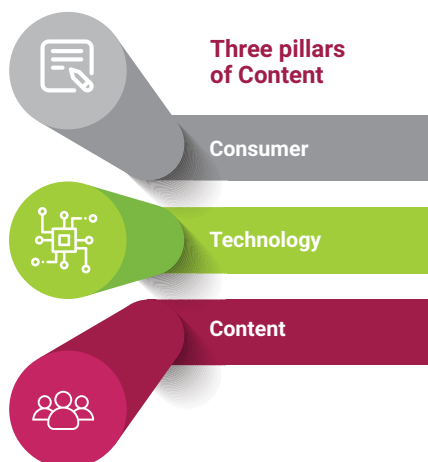 Three pillars
of Content
Consumer
Technology
Content